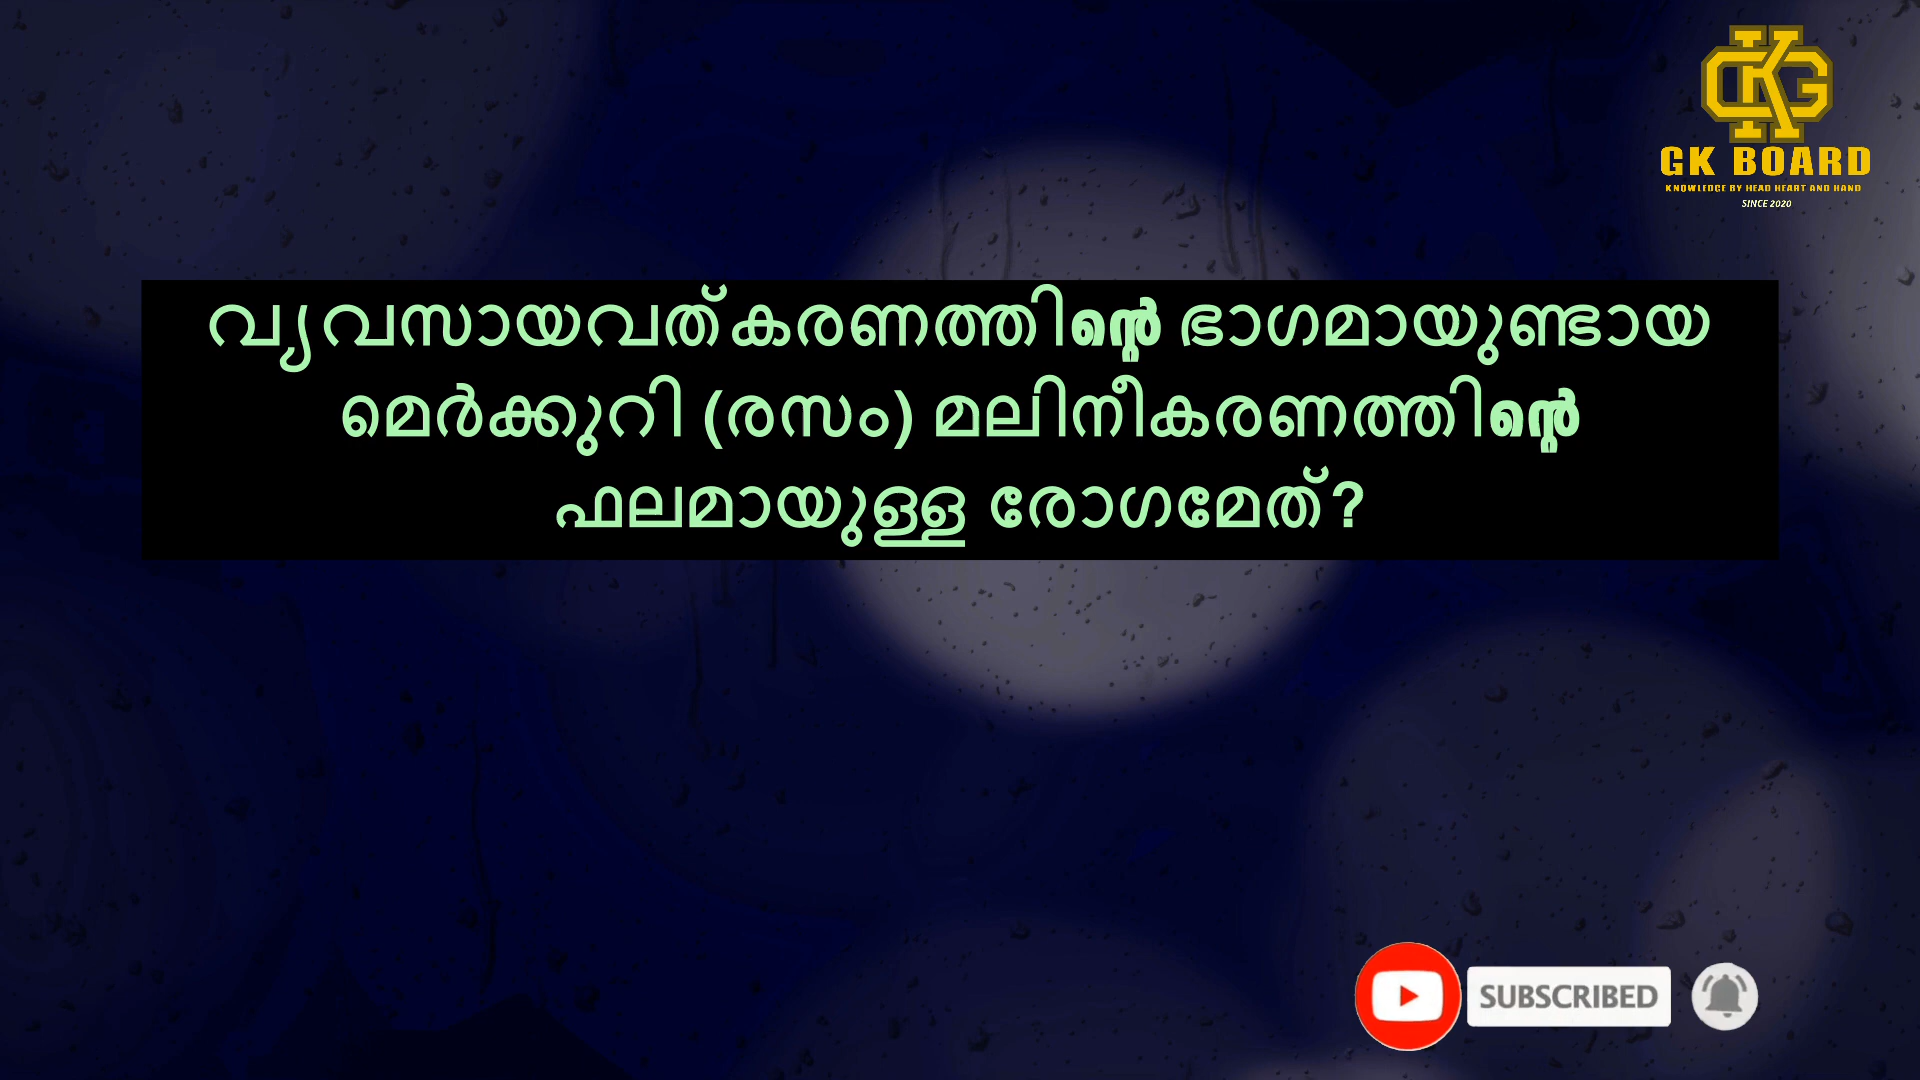 GK BOARD
KNOWLEDGE BY HEAD HEART AND HAND
SINCE 2020
വ്യവസായവത്കരണത്തിന്റെ ഭാഗമായുണ്ടായ
മെർക്കുറി (രസം) മലിനീകരണത്തിന്റെ
ഫലമായുള്ള രോഗമേത്?
SUBSCRIBED